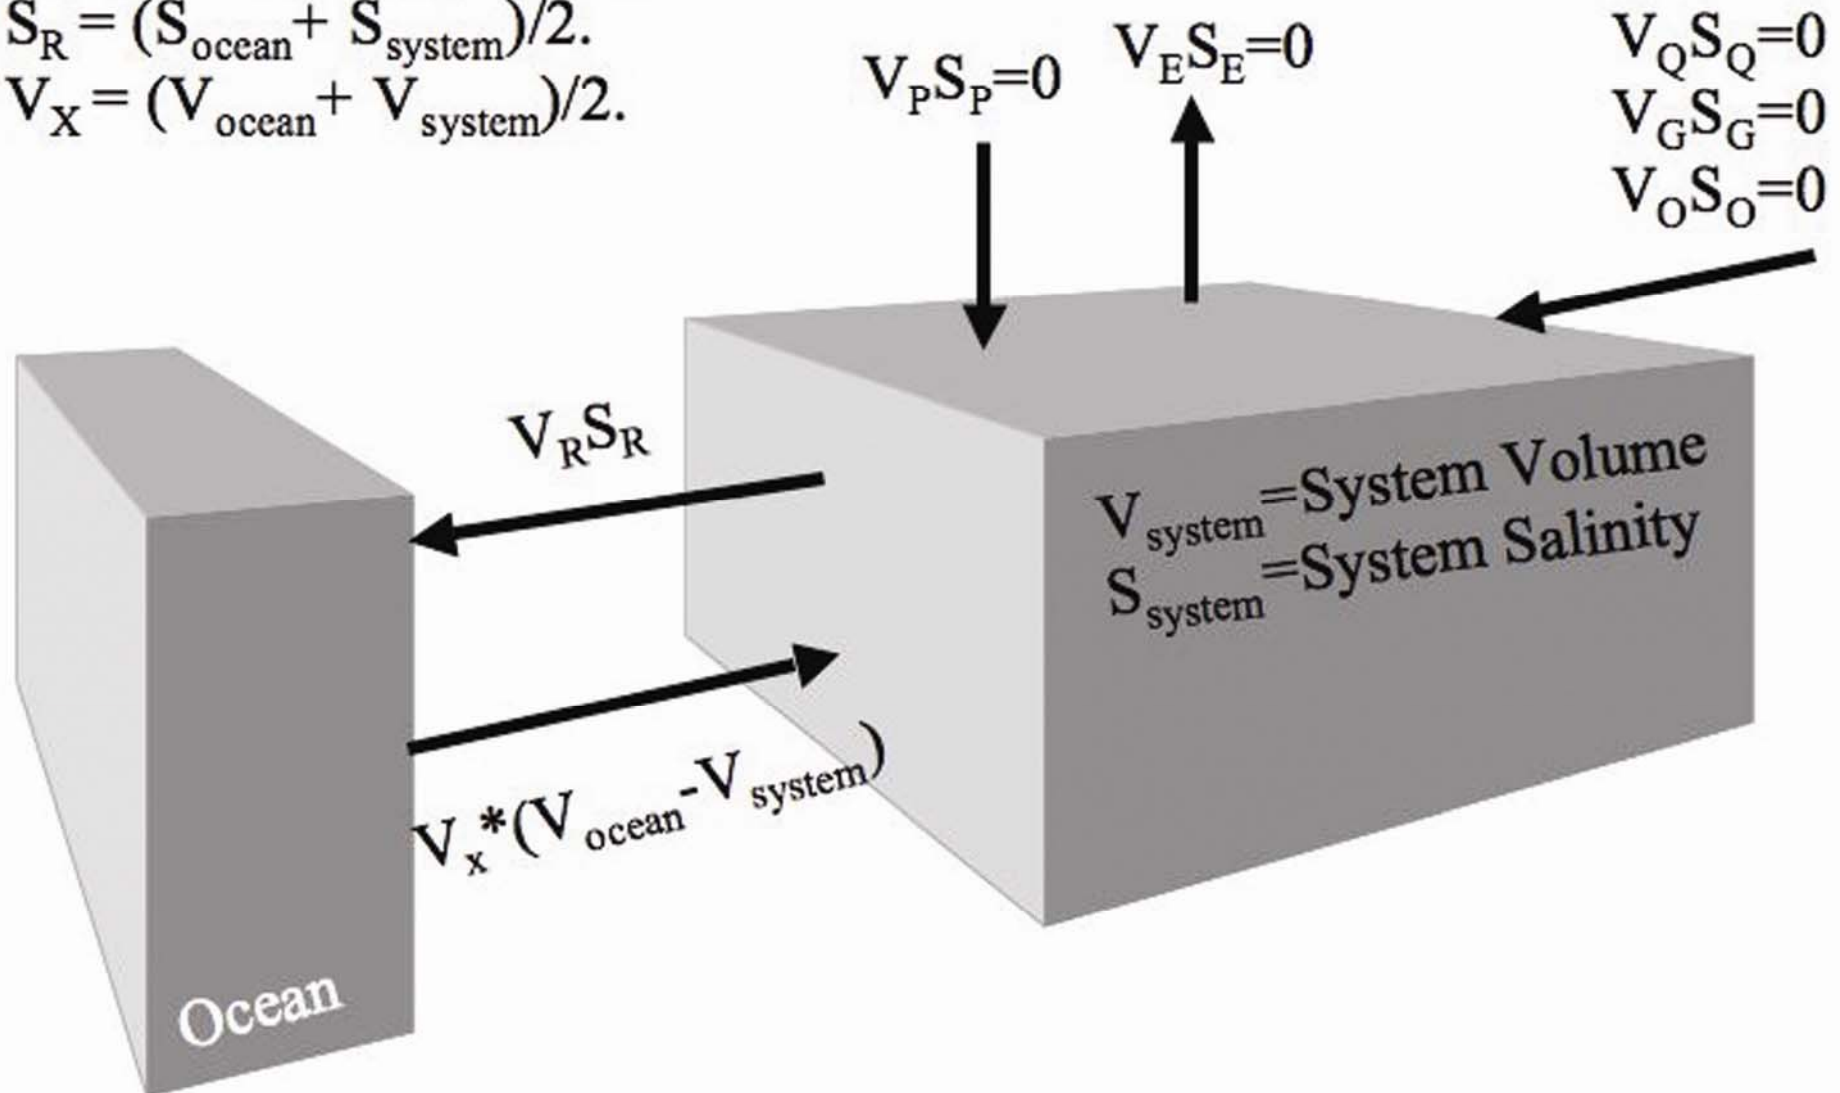 S_R = (S_ocean + S_system)/2.
V_X = (V_ocean + V_system)/2.
V_PS_P=0
V_ES_E=0
V_QS_Q=0
V_GS_G=0
V_OS_O=0
V_RS_R
V_system=System Volume
S_system=System Salinity
V_x*(V_ocean-V_system)
Ocean